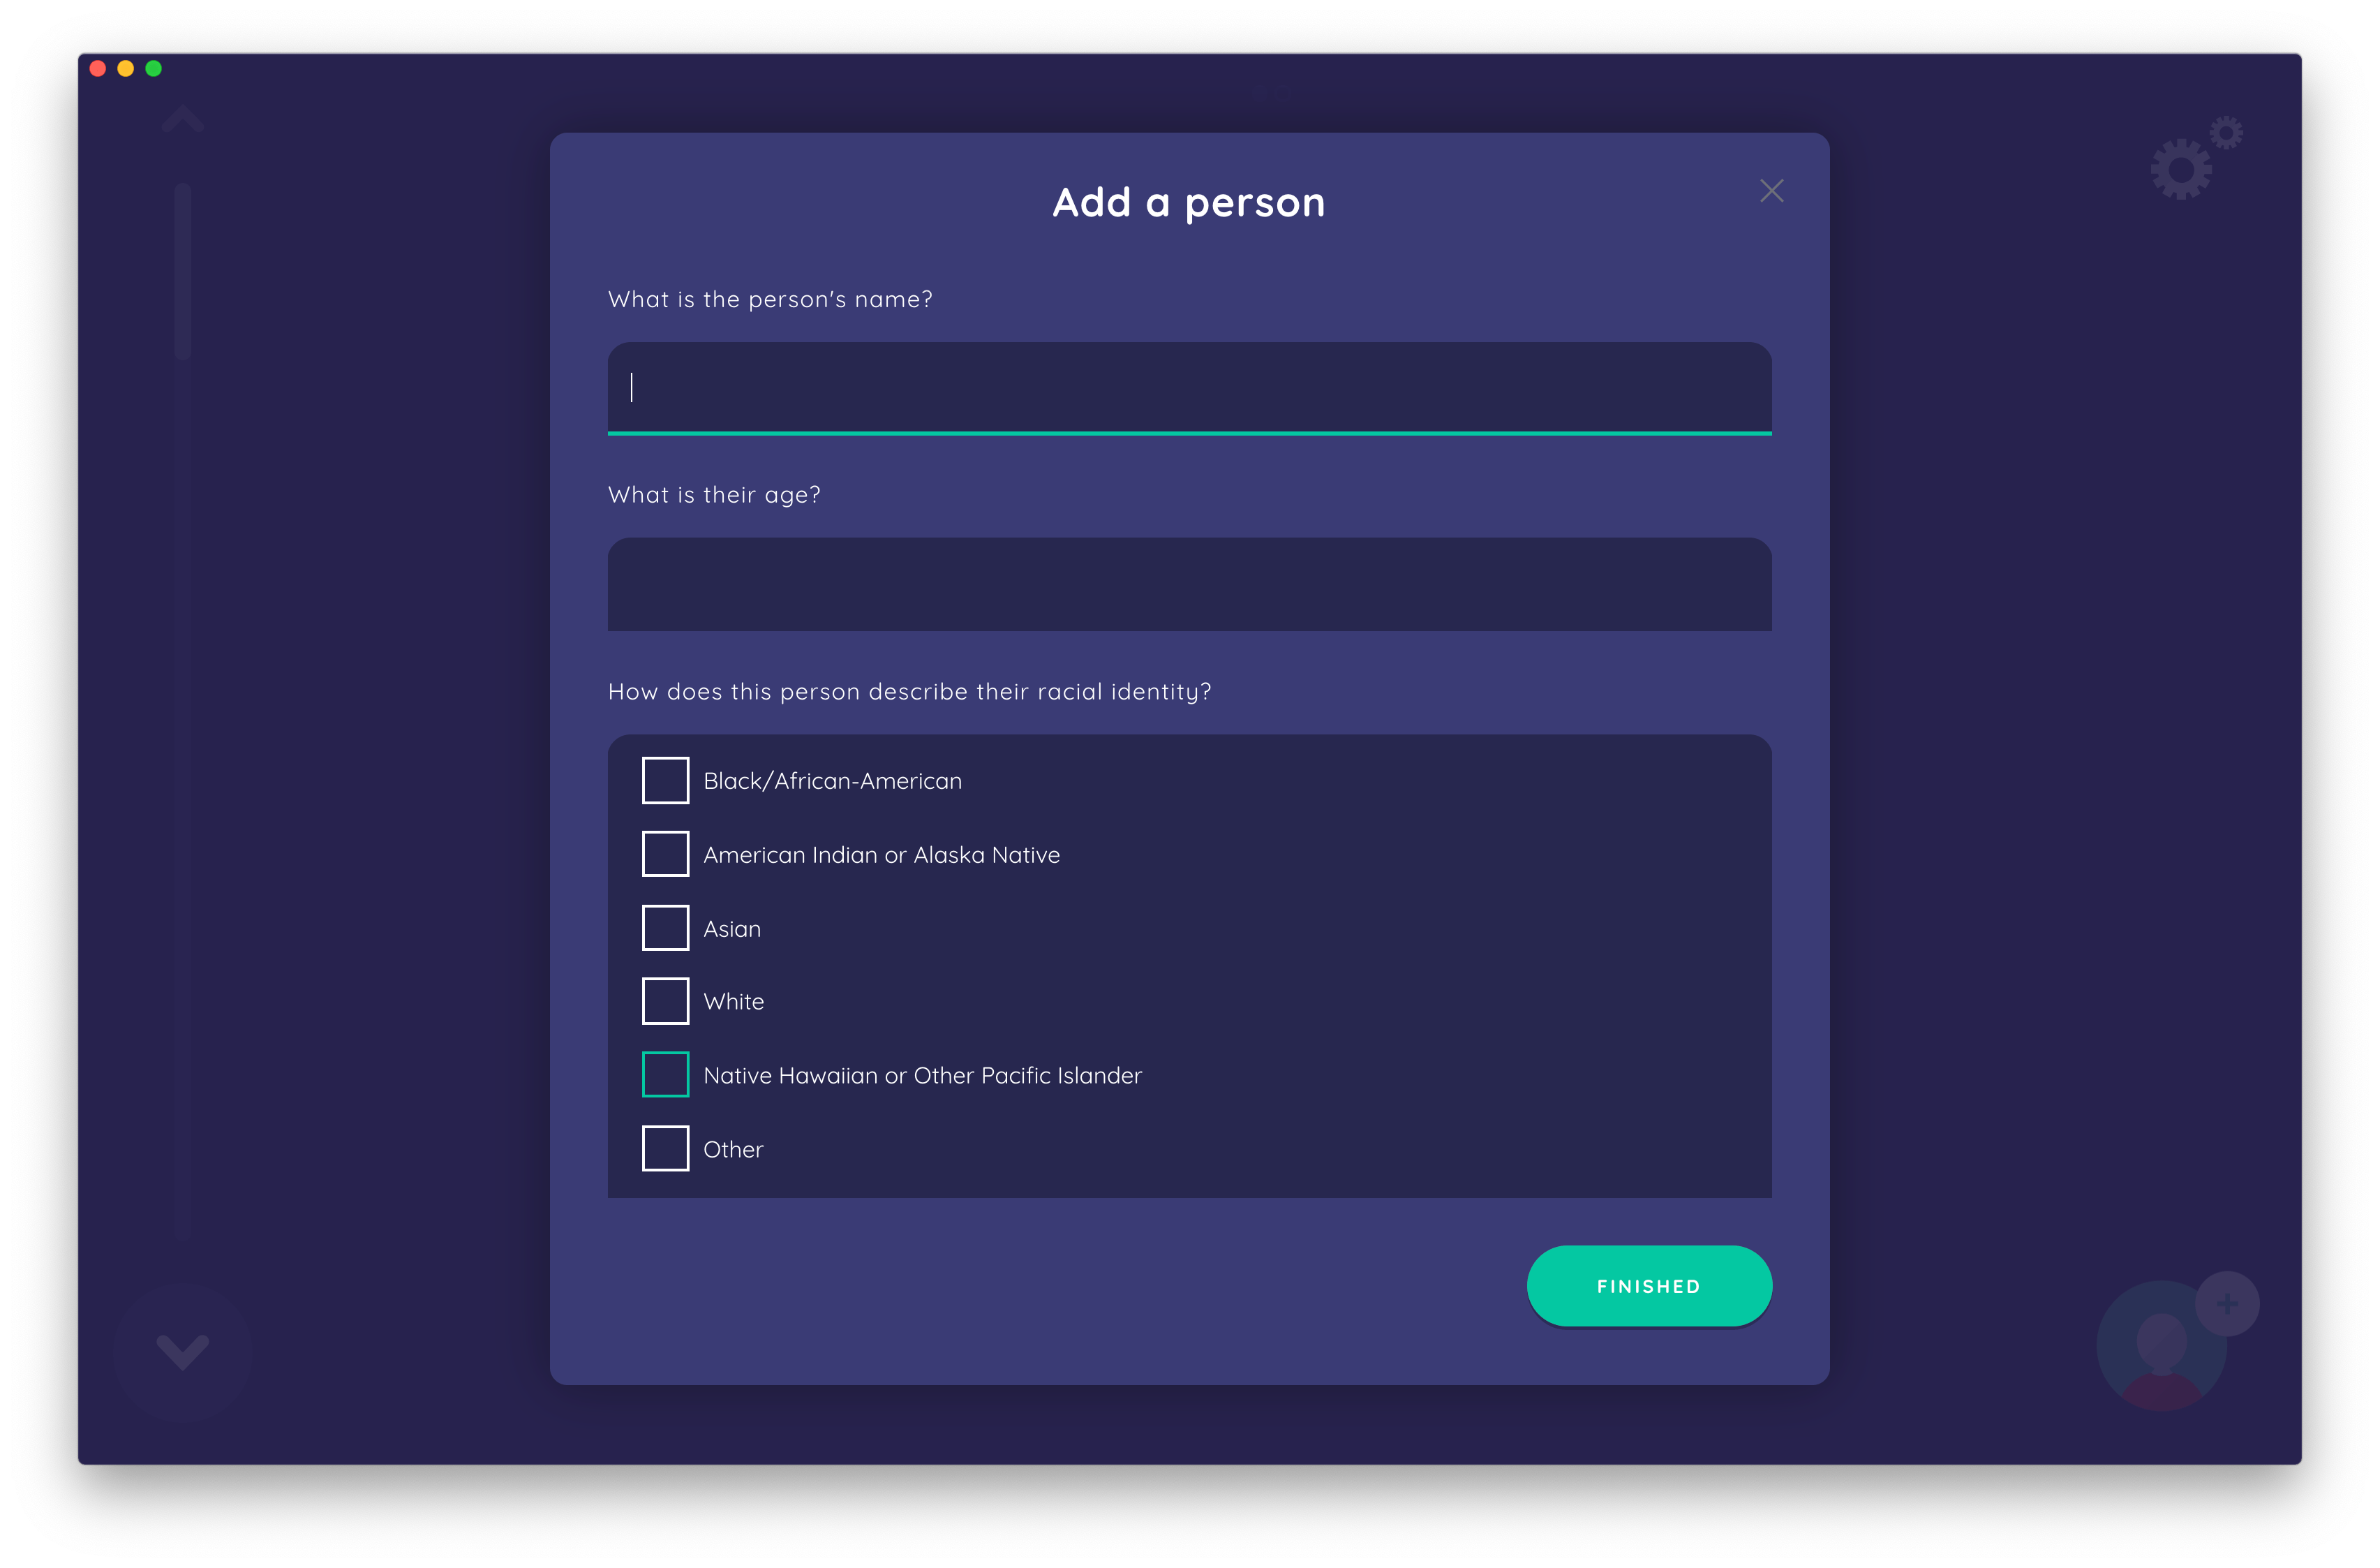 Add a person
What is the person's name?
What is their age?
How does this person describe their racial identity?
Black/African-American
American Indian or Alaska Native
Asian
White
Native Hawaiian or Other Pacific Islander
Other
FINISHED